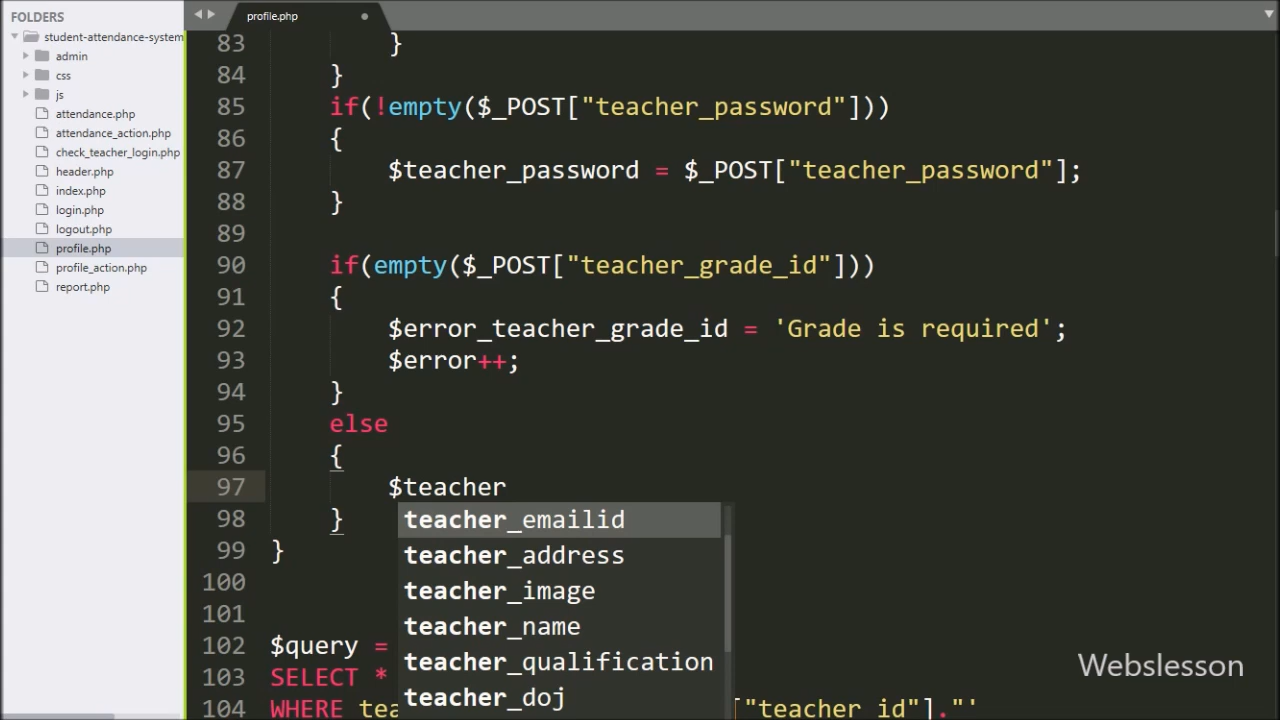 FOLDERS
student-attendance-system
admin
css
js
attendance.php
attendance_action.php
check_teacher_login.php
header.php
index.php
login.php
logout.php
profile.php
profile_action.php
report.php
profile.php
83 }
84 }
85 if(!empty($_POST["teacher_password"]))
86 {
87 $teacher_password = $_POST["teacher_password"];
88 }
89
90 if(empty($_POST["teacher_grade_id"]))
91 {
92 $error_teacher_grade_id = 'Grade is required';
93 $error++;
94 }
95 else
96 {
97 $teacher
98 }
99 }
100
101
102 $query =
103 SELECT *
104 WHERE tea ["teacher_id"]."'
teacher_emailid
teacher_address
teacher_image
teacher_name
teacher_qualification
teacher_doj
Webslesson